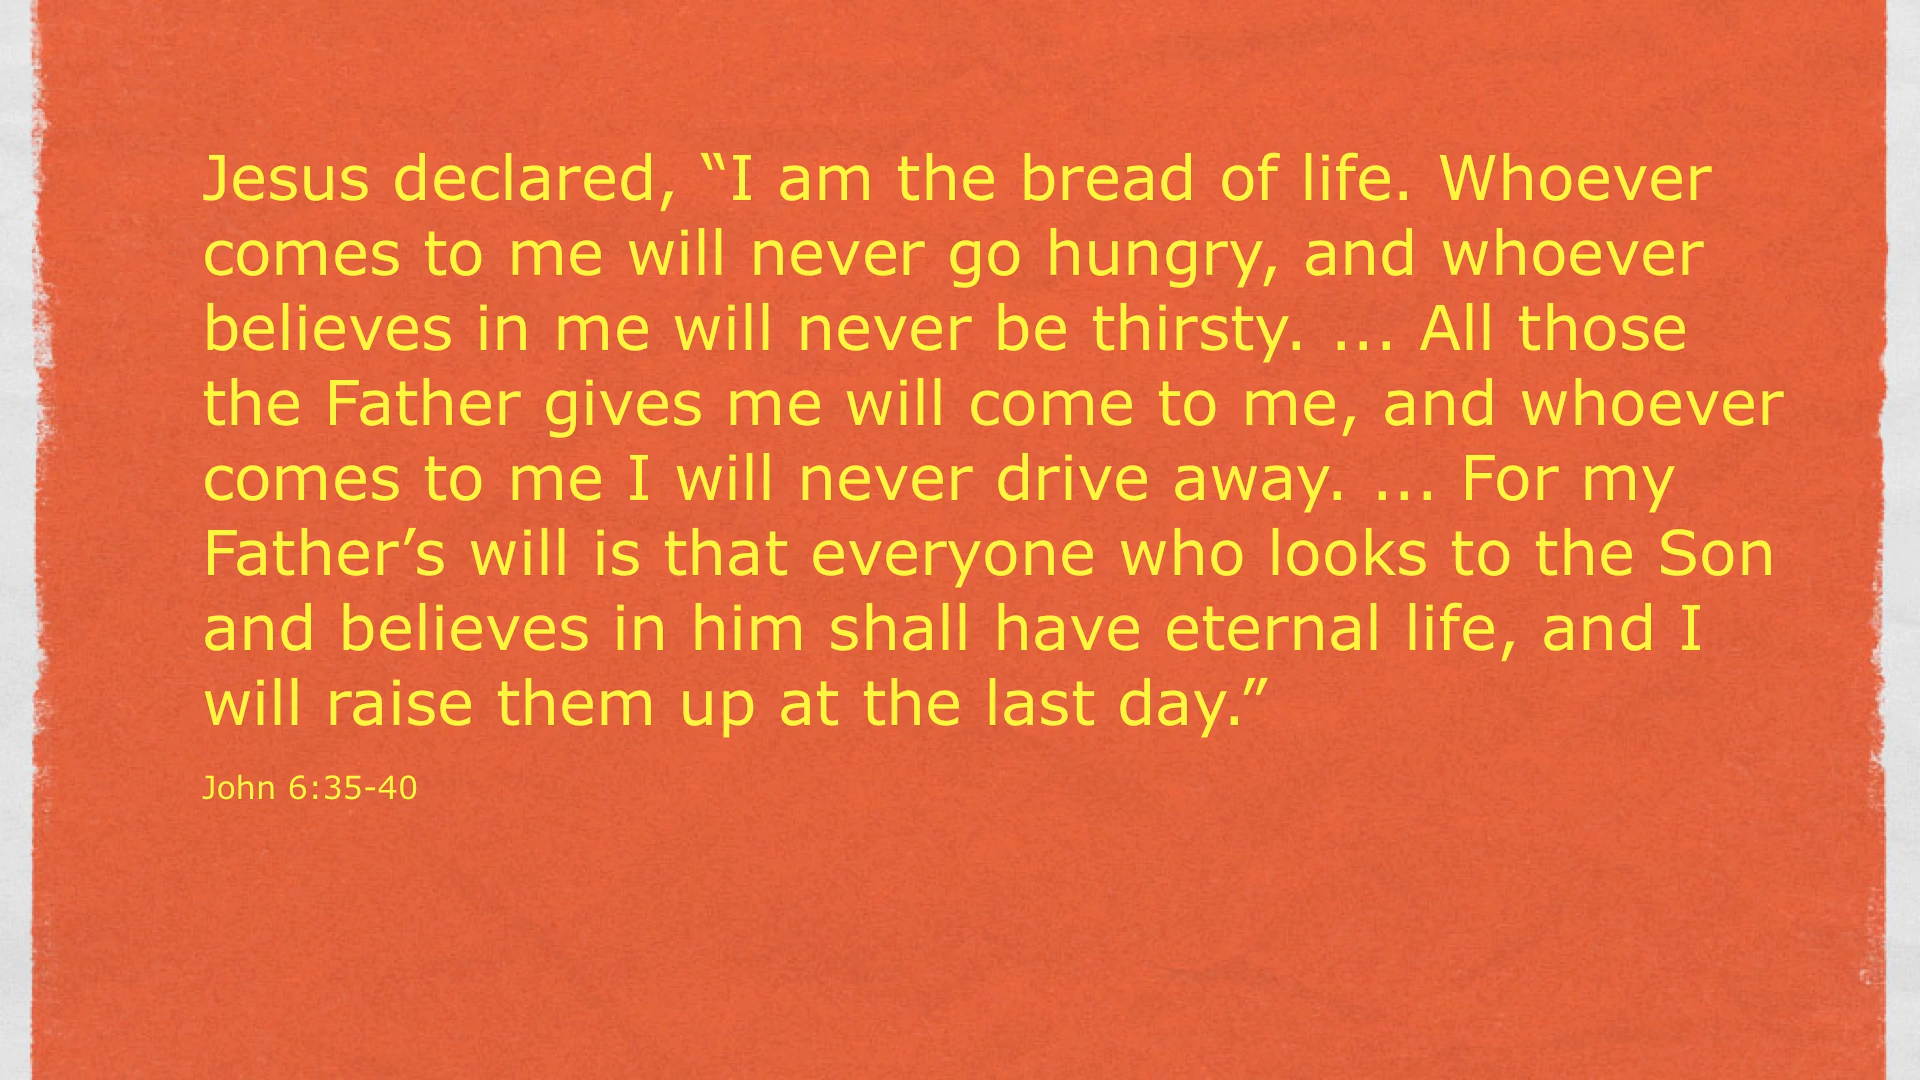 Jesus declared, “I am the bread of life. Whoever
comes to me will never go hungry, and whoever
believes in me will never be thirsty. ... All those
the Father gives me will come to me, and whoever
comes to me I will never drive away. ... For my
Father’s will is that everyone who looks to the Son
and believes in him shall have eternal life, and I
will raise them up at the last day.”
John 6:35-40